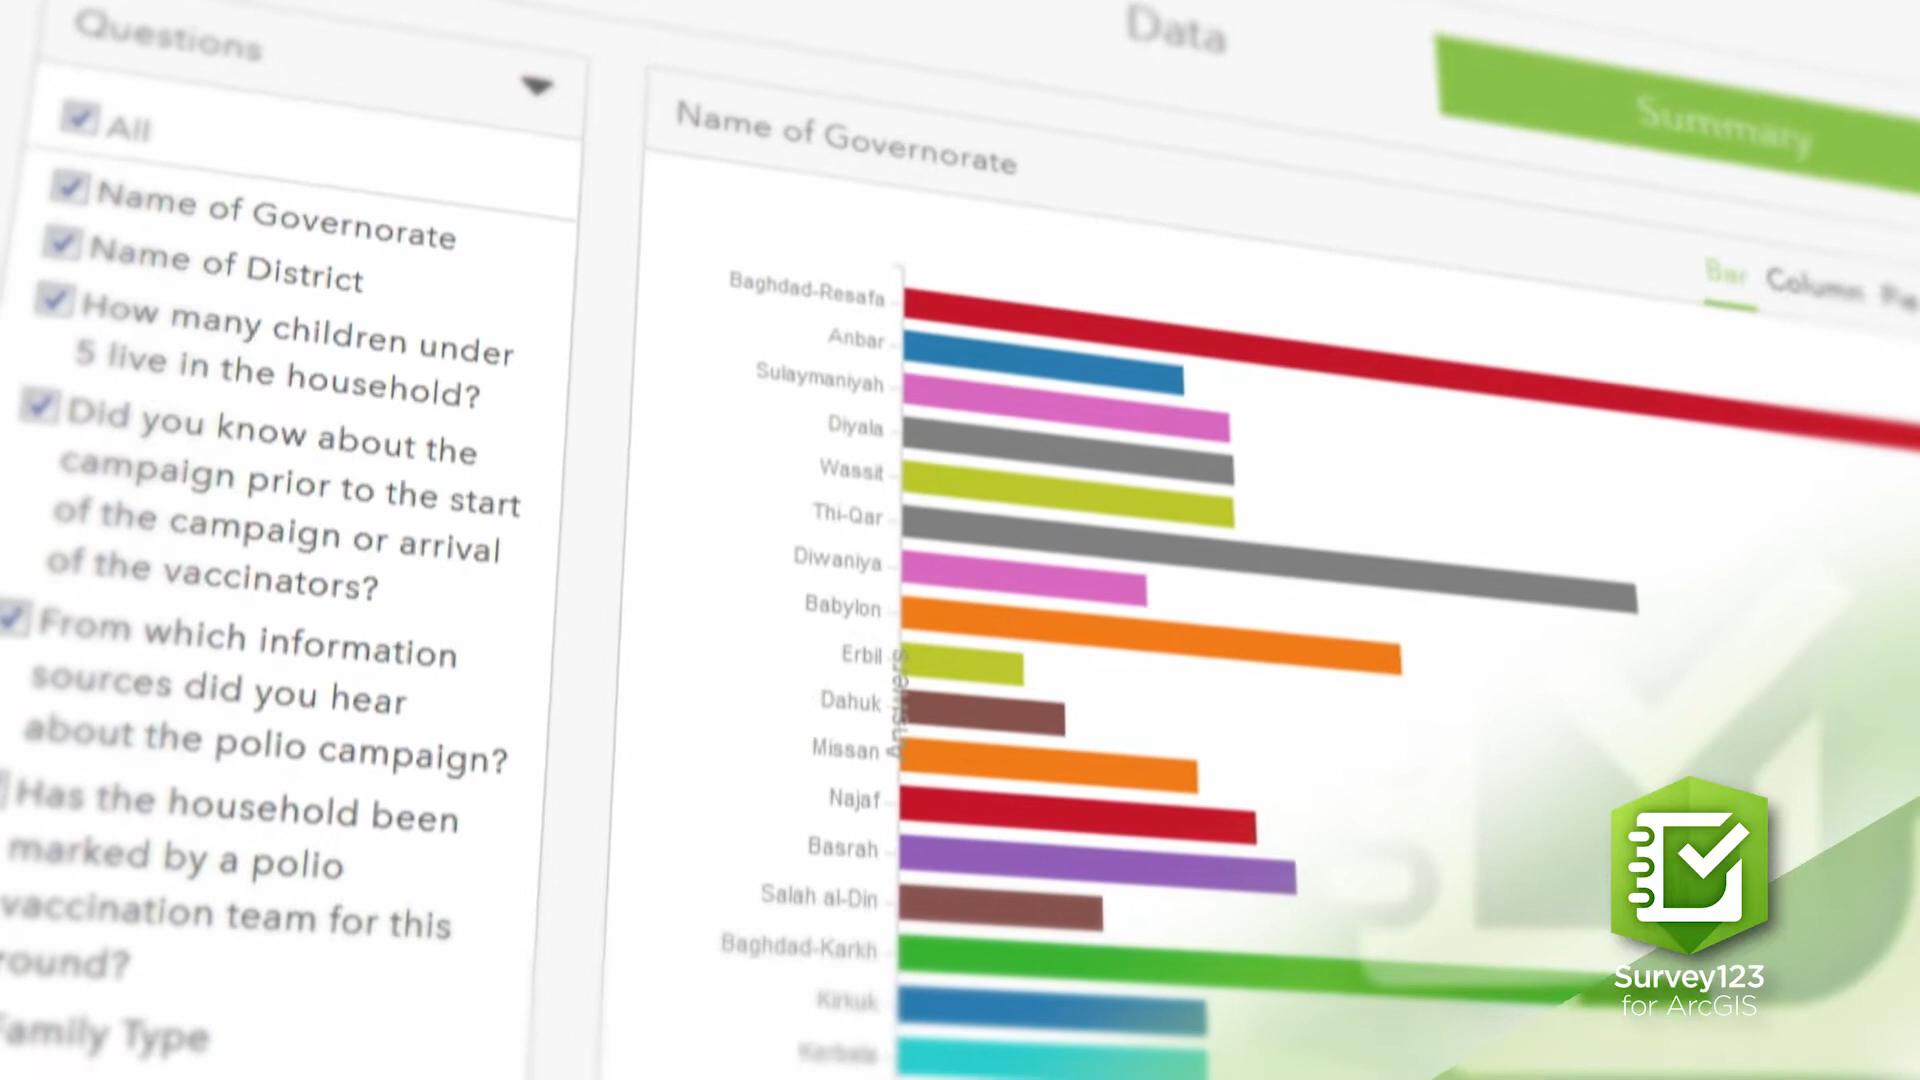 Data
Summary
Questions
All
Name of Governorate
Name of District
How many children under
5 live in the household?
Did you know about the
campaign prior to the start
of the campaign or arrival
of the vaccinators?
From which information
sources did you hear
about the polio campaign?
Has the household been
marked by a polio
vaccination team for this
round?
Family Type
Name of Governorate
Bar Column Pie
Baghdad-Resafa
Anbar
Sulaymaniyah
Diyala
Wassit
Thi-Qar
Diwaniya
Babylon
Erbil
Dahuk
Missan
Najaf
Basrah
Salah al-Din
Baghdad-Karkh
Kirkuk
Karbala
Answers
Survey123
for ArcGIS